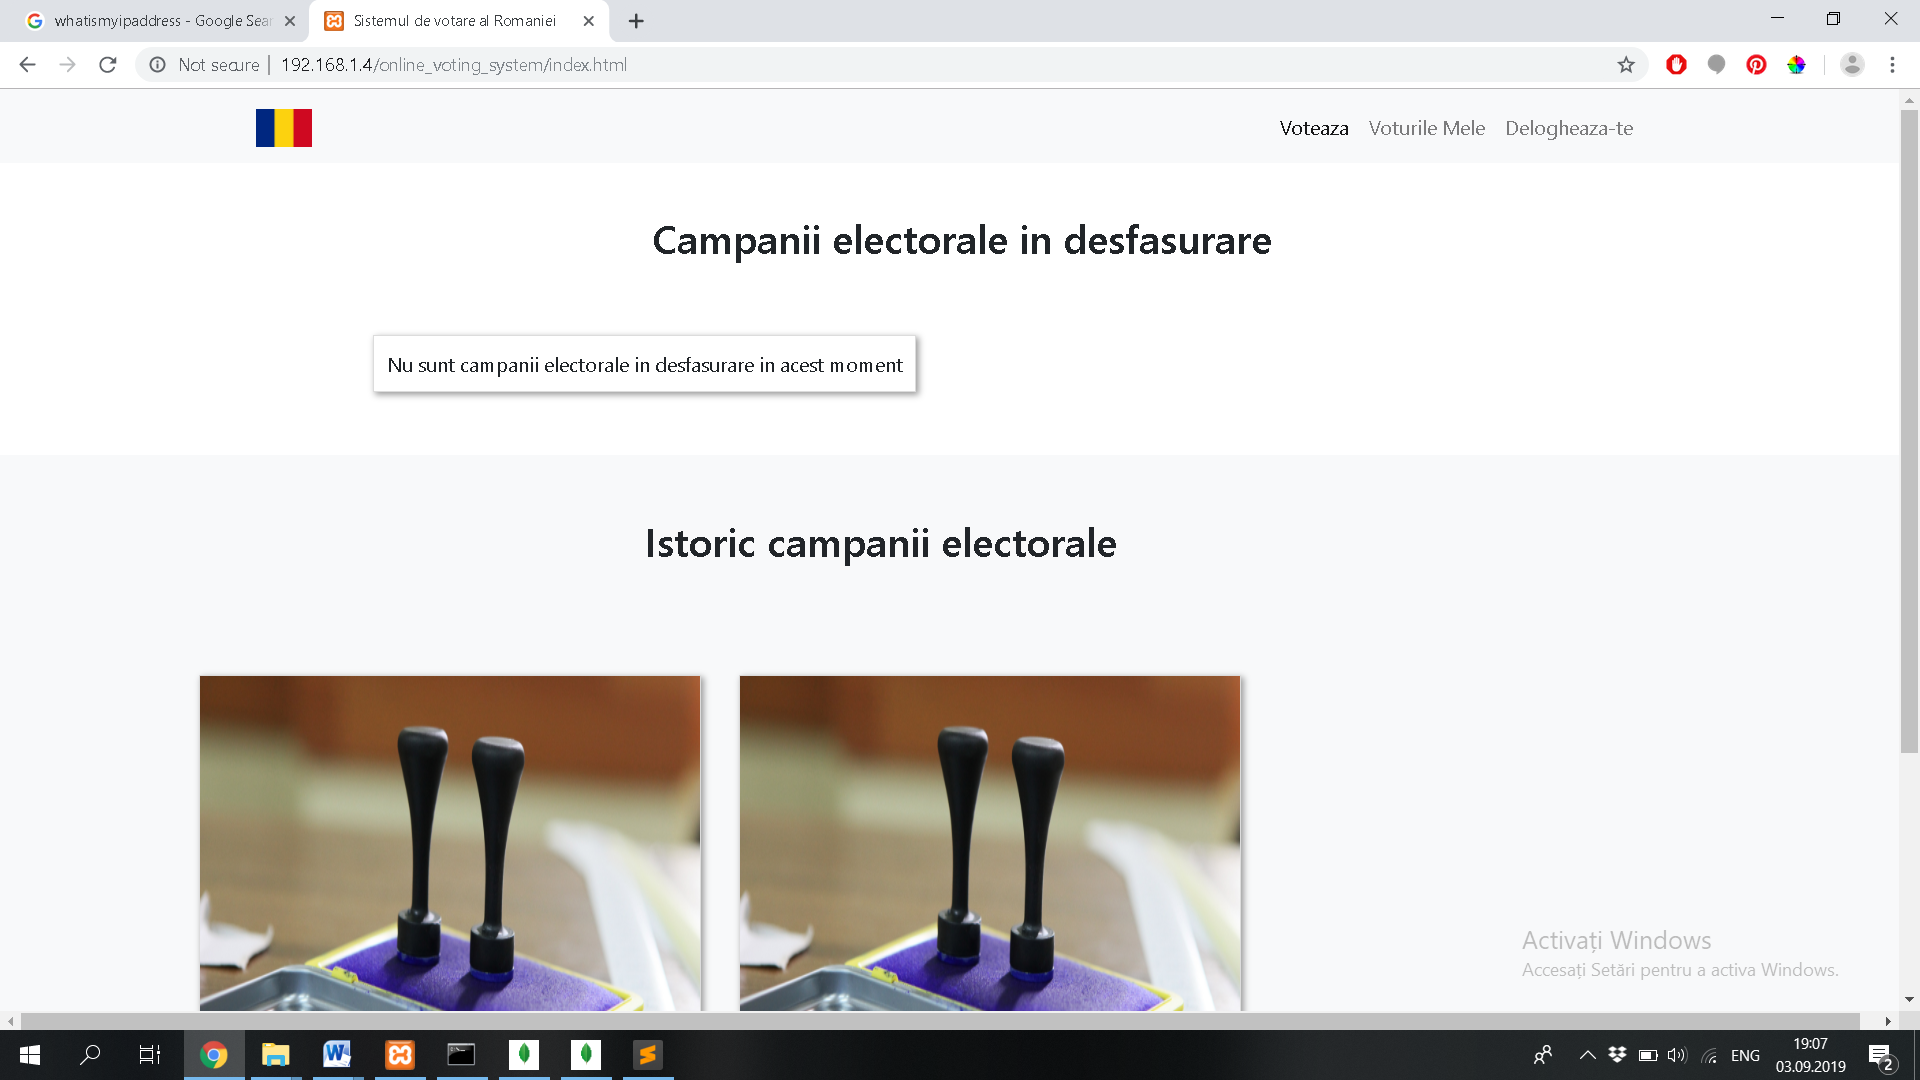 whatismyipaddress - Google Sear
Sistemul de votare al Romaniei
Not secure | 192.168.1.4/online_voting_system/index.html
Voteaza Voturile Mele Delogheaza-te
Campanii electorale in desfasurare
Nu sunt campanii electorale in desfasurare in acest moment
Istoric campanii electorale
Activați Windows
Accesați Setări pentru a activa Windows.
ENG
19:07
03.09.2019
2